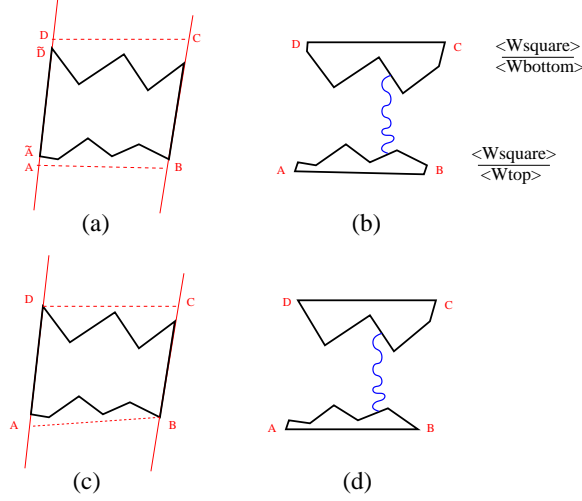 D
C
D̃
Ã
A
B
(a)
D
C
<Wsquare>
<Wbottom>
A
B
<Wsquare>
<Wtop>
(b)
D
C
A
B
(c)
D
C
A
B
(d)